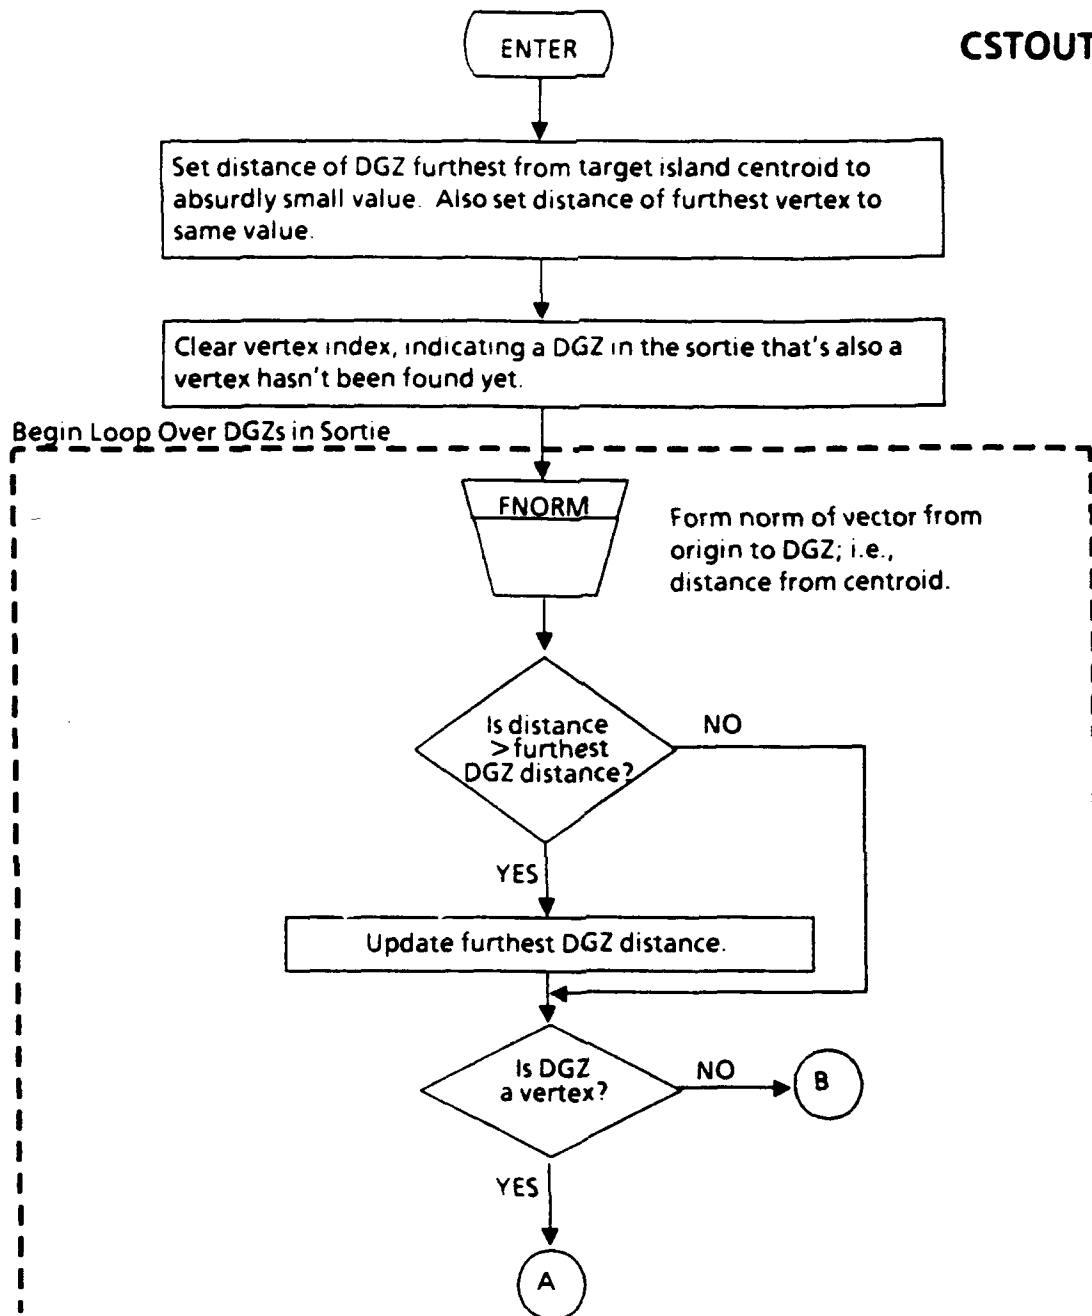 CSTOUT
ENTER
Set distance of DGZ furthest from target island centroid to
absurdly small value. Also set distance of furthest vertex to
same value.
Clear vertex index, indicating a DGZ in the sortie that's also a
vertex hasn't been found yet.
Begin Loop Over DGZs in Sortie
FNORM
Form norm of vector from
origin to DGZ; i.e.,
distance from centroid.
Is distance
>furthest
DGZ distance?
NO
YES
Update furthest DGZ distance.
Is DGZ
a vertex?
NO
B
YES
A